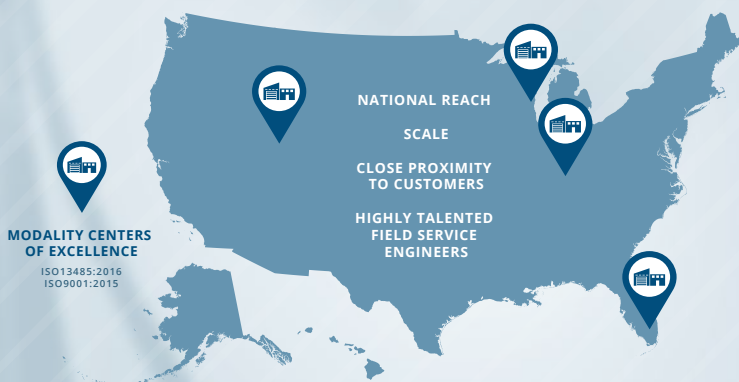 NATIONAL REACH
SCALE
CLOSE PROXIMITY
TO CUSTOMERS
HIGHLY TALENTED
FIELD SERVICE
ENGINEERS
MODALITY CENTERS
OF EXCELLENCE
ISO13485:2016
ISO9001:2015